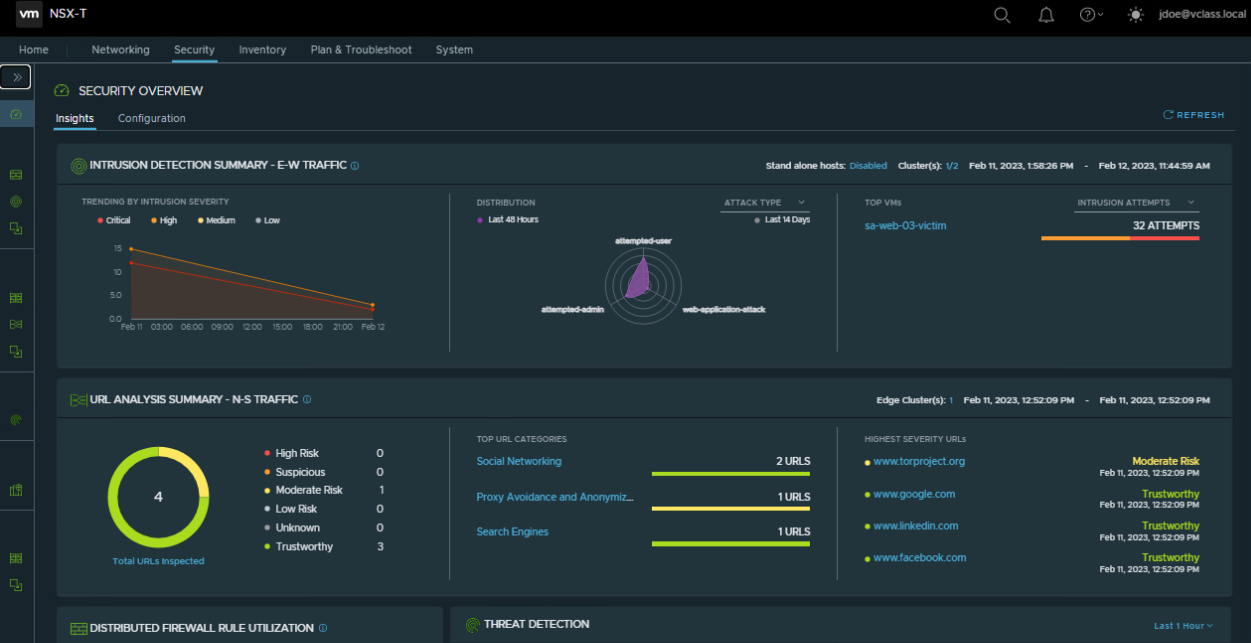 vm NSX-T
jdoe@vclass.local
Home Networking Security Inventory Plan & Troubleshoot System
SECURITY OVERVIEW
Insights Configuration
REFRESH
INTRUSION DETECTION SUMMARY - E-W TRAFFIC
Stand alone hosts: Disabled Cluster(s): 1/2 Feb 11, 2023, 1:58:26 PM - Feb 12, 2023, 11:44:59 AM
TRENDING BY INTRUSION SEVERITY
Critical High Medium Low
15
10
5.0
0.0
Feb 11 03:00 06:00 09:00 12:00 15:00 18:00 21:00 Feb 12
DISTRIBUTION
ATTACK TYPE
Last 48 Hours
Last 14 Days
attempted-user
attempted-admin
web-application-attack
TOP VMs
INTRUSION ATTEMPTS
sa-web-03-victim
32 ATTEMPTS
URL ANALYSIS SUMMARY - N-S TRAFFIC
Edge Cluster(s): 1 Feb 11, 2023, 12:52:09 PM - Feb 11, 2023, 12:52:09 PM
4
Total URLs Inspected
High Risk 0
Suspicious 0
Moderate Risk 1
Low Risk 0
Unknown 0
Trustworthy 3
TOP URL CATEGORIES
Social Networking 2 URLS
Proxy Avoidance and Anonymiz... 1 URLS
Search Engines 1 URLS
HIGHEST SEVERITY URLs
www.torproject.org Moderate Risk
Feb 11, 2023, 12:52:09 PM
www.google.com Trustworthy
Feb 11, 2023, 12:52:09 PM
www.linkedin.com Trustworthy
Feb 11, 2023, 12:52:09 PM
www.facebook.com Trustworthy
Feb 11, 2023, 12:52:09 PM
DISTRIBUTED FIREWALL RULE UTILIZATION
THREAT DETECTION
Last 1 Hour